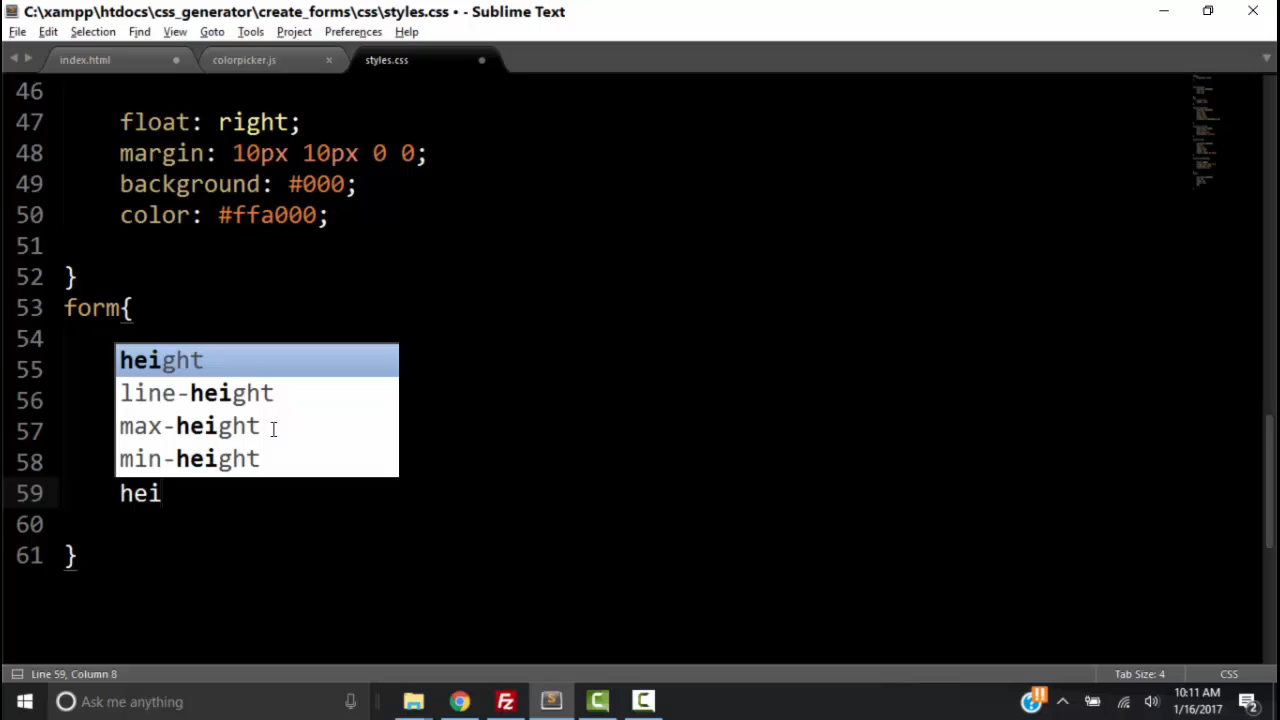 C:\xampp\htdocs\css_generator\create_forms\css\styles.css • - Sublime Text
File Edit Selection Find View Goto Tools Project Preferences Help
index.html colorpicker.js × styles.css
46
47 float: right;
48 margin: 10px 10px 0 0;
49 background: #000;
50 color: #ffa000;
51
52 }
53 form{
54
55 height
56 line-height
57 max-height
58 min-height
59 hei
60
61 }
Line 59, Column 8 Tab Size: 4 CSS
Ask me anything
10:11 AM
1/16/2017 2